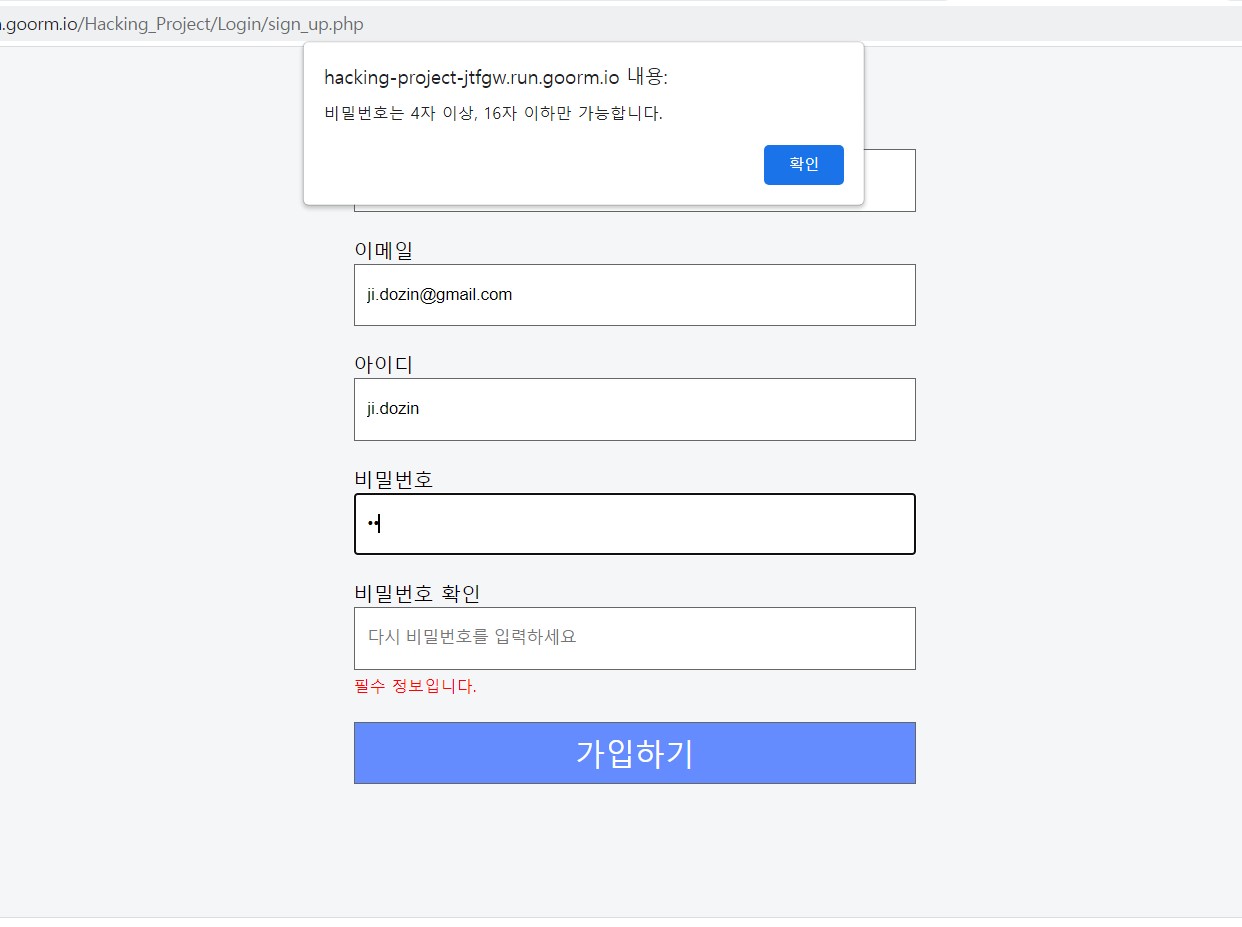 .goorm.io/Hacking_Project/Login/sign_up.php
hacking-project-jtfgw.run.goorm.io 내용:
비밀번호는 4자 이상, 16자 이하만 가능합니다.
확인
이메일
ji.dozin@gmail.com
아이디
ji.dozin
비밀번호
••
비밀번호 확인
다시 비밀번호를 입력하세요
필수 정보입니다.
가입하기